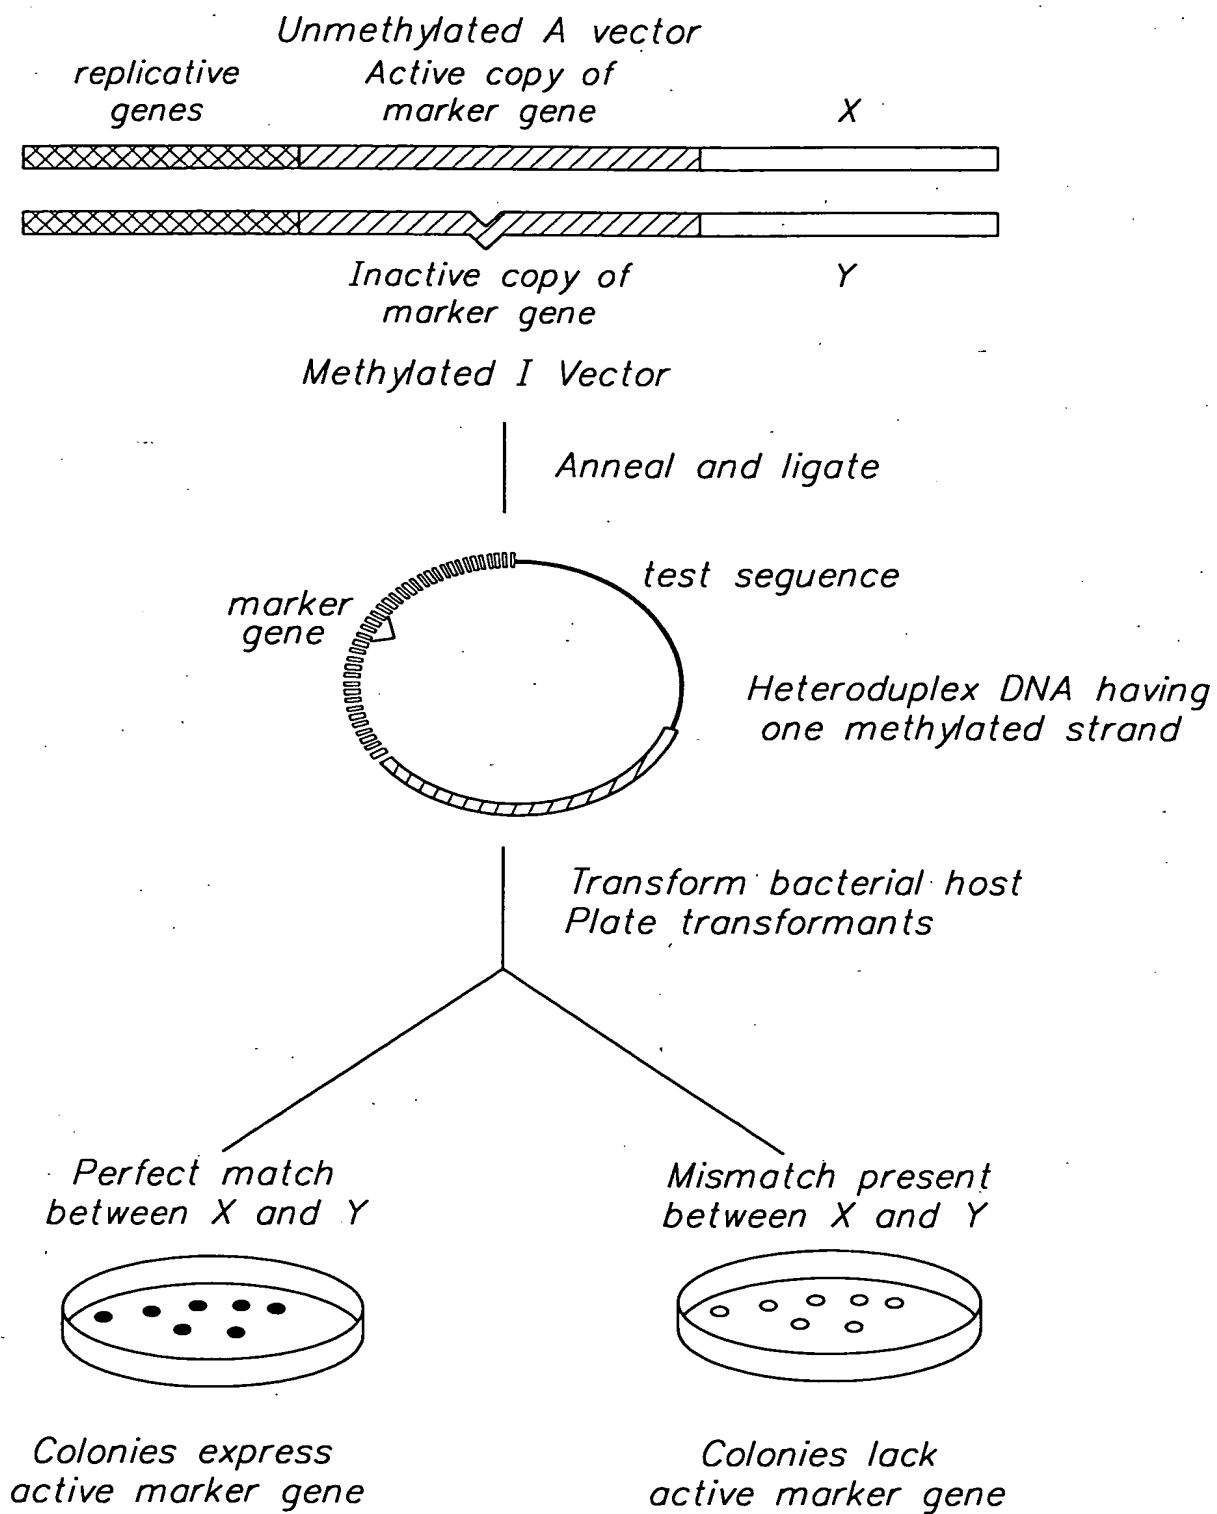 Unmethylated A vector
replicative
genes
Active copy of
marker gene
X
Inactive copy of
marker gene
Y
Methylated I Vector
Anneal and ligate
marker
gene
test seguence
Heteroduplex DNA having
one methylated strand
Transform bacterial host
Plate transformants
Perfect match
between X and Y
Mismatch present
between X and Y
Colonies express
active marker gene
Colonies lack
active marker gene